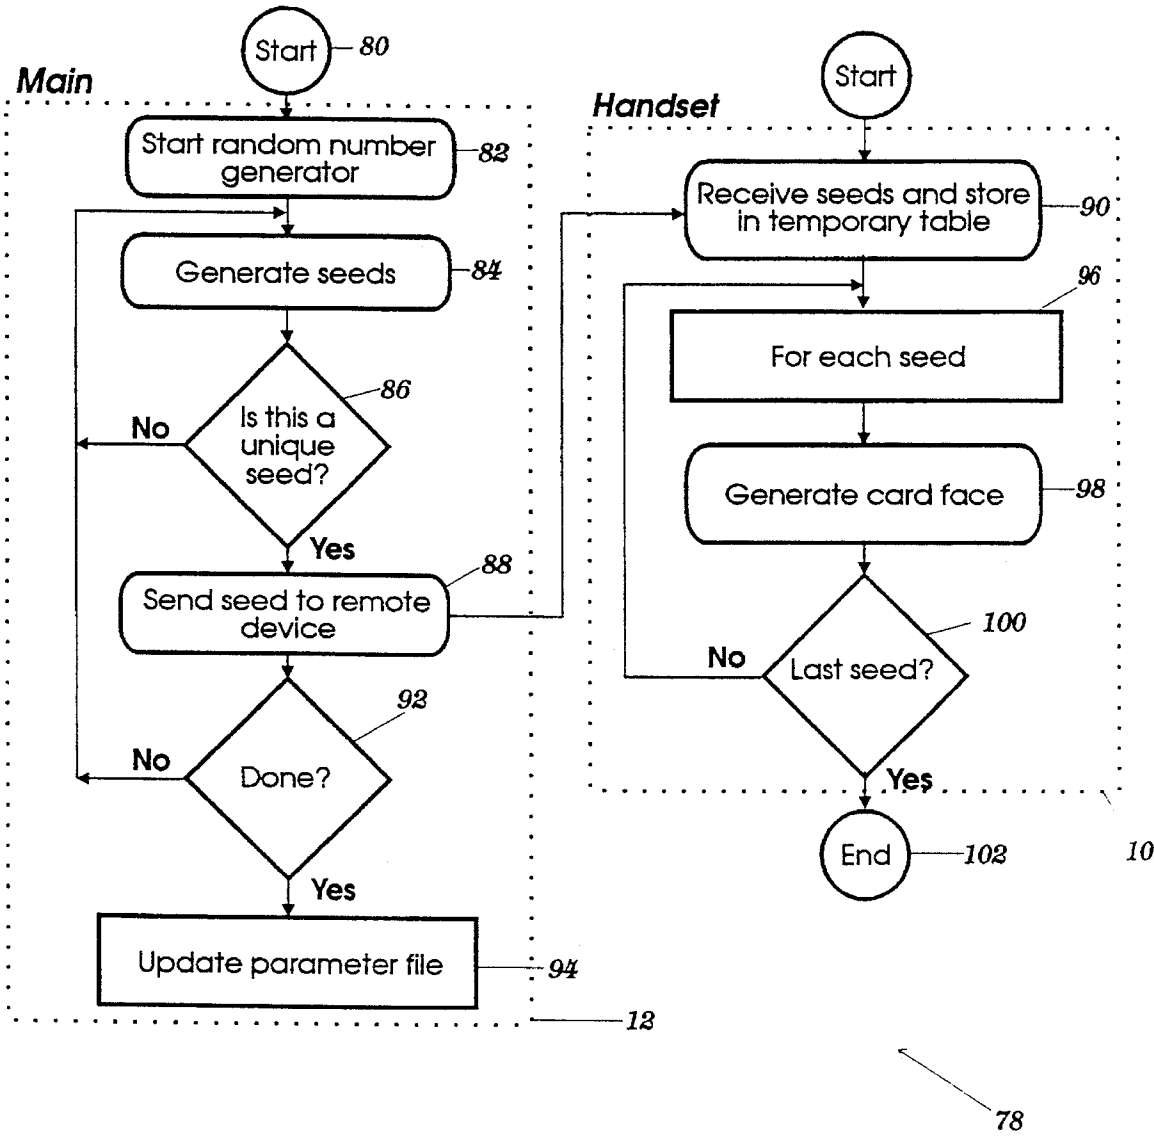 Start
80
Main
Start random number
generator
82
Generate seeds
84
Is this a
unique
seed?
86
No
Yes
Send seed to remote
device
88
Done?
92
No
Yes
Update parameter file
94
12
Start
Handset
Receive seeds and store
in temporary table
90
96
For each seed
Generate card face
98
Last seed?
100
No
Yes
End
102
10
78